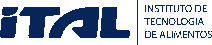 ITAL
INSTITUTO DE
TECNOLOGIA
DE ALIMENTOS